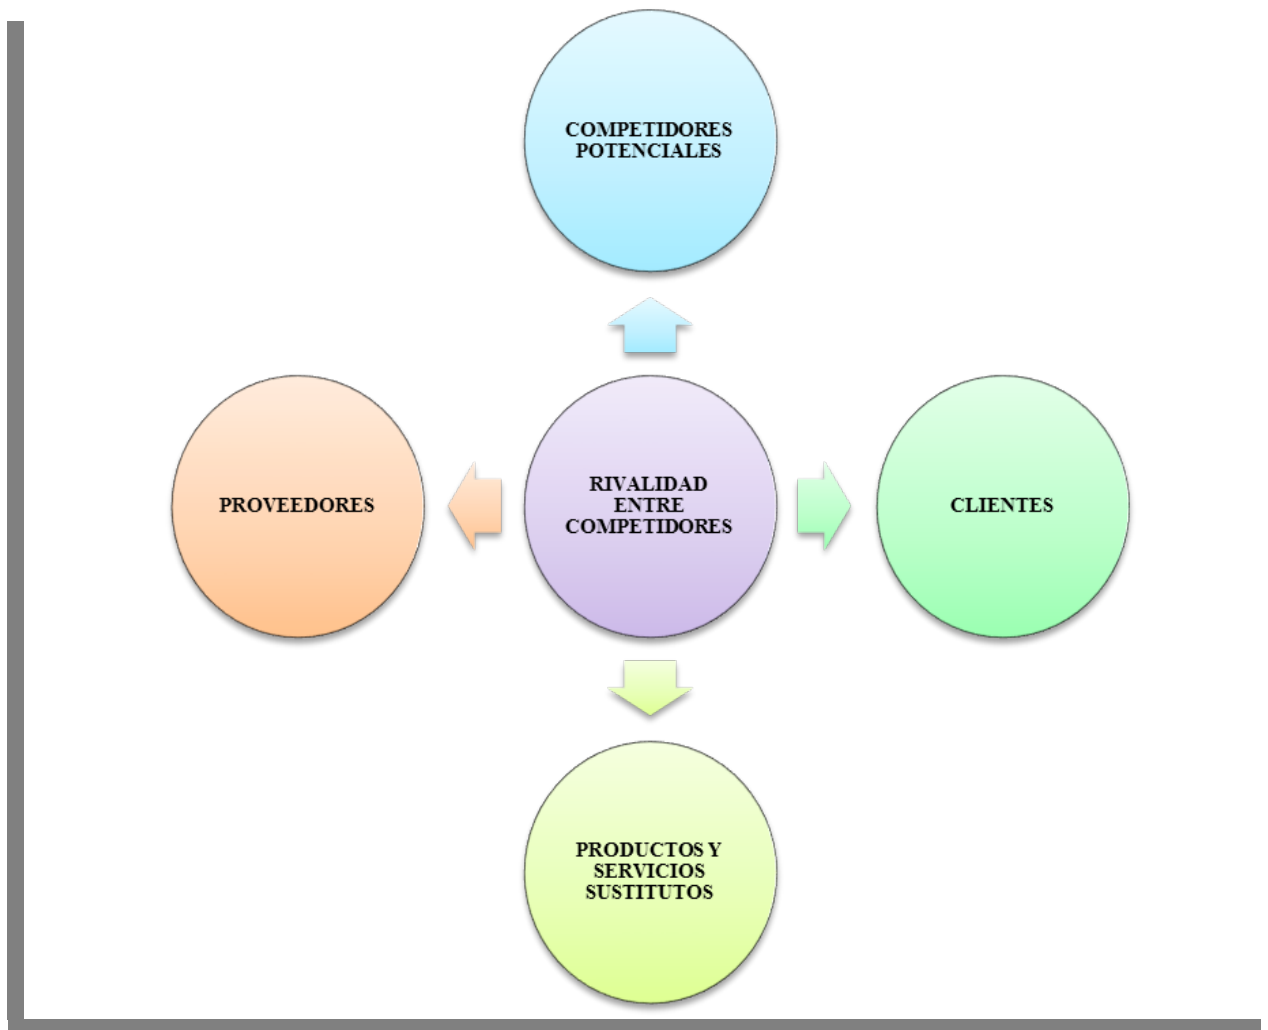 COMPETIDORES
POTENCIALES
PROVEEDORES
RIVALIDAD
ENTRE
COMPETIDORES
CLIENTES
PRODUCTOS Y
SERVICIOS
SUSTITUTOS